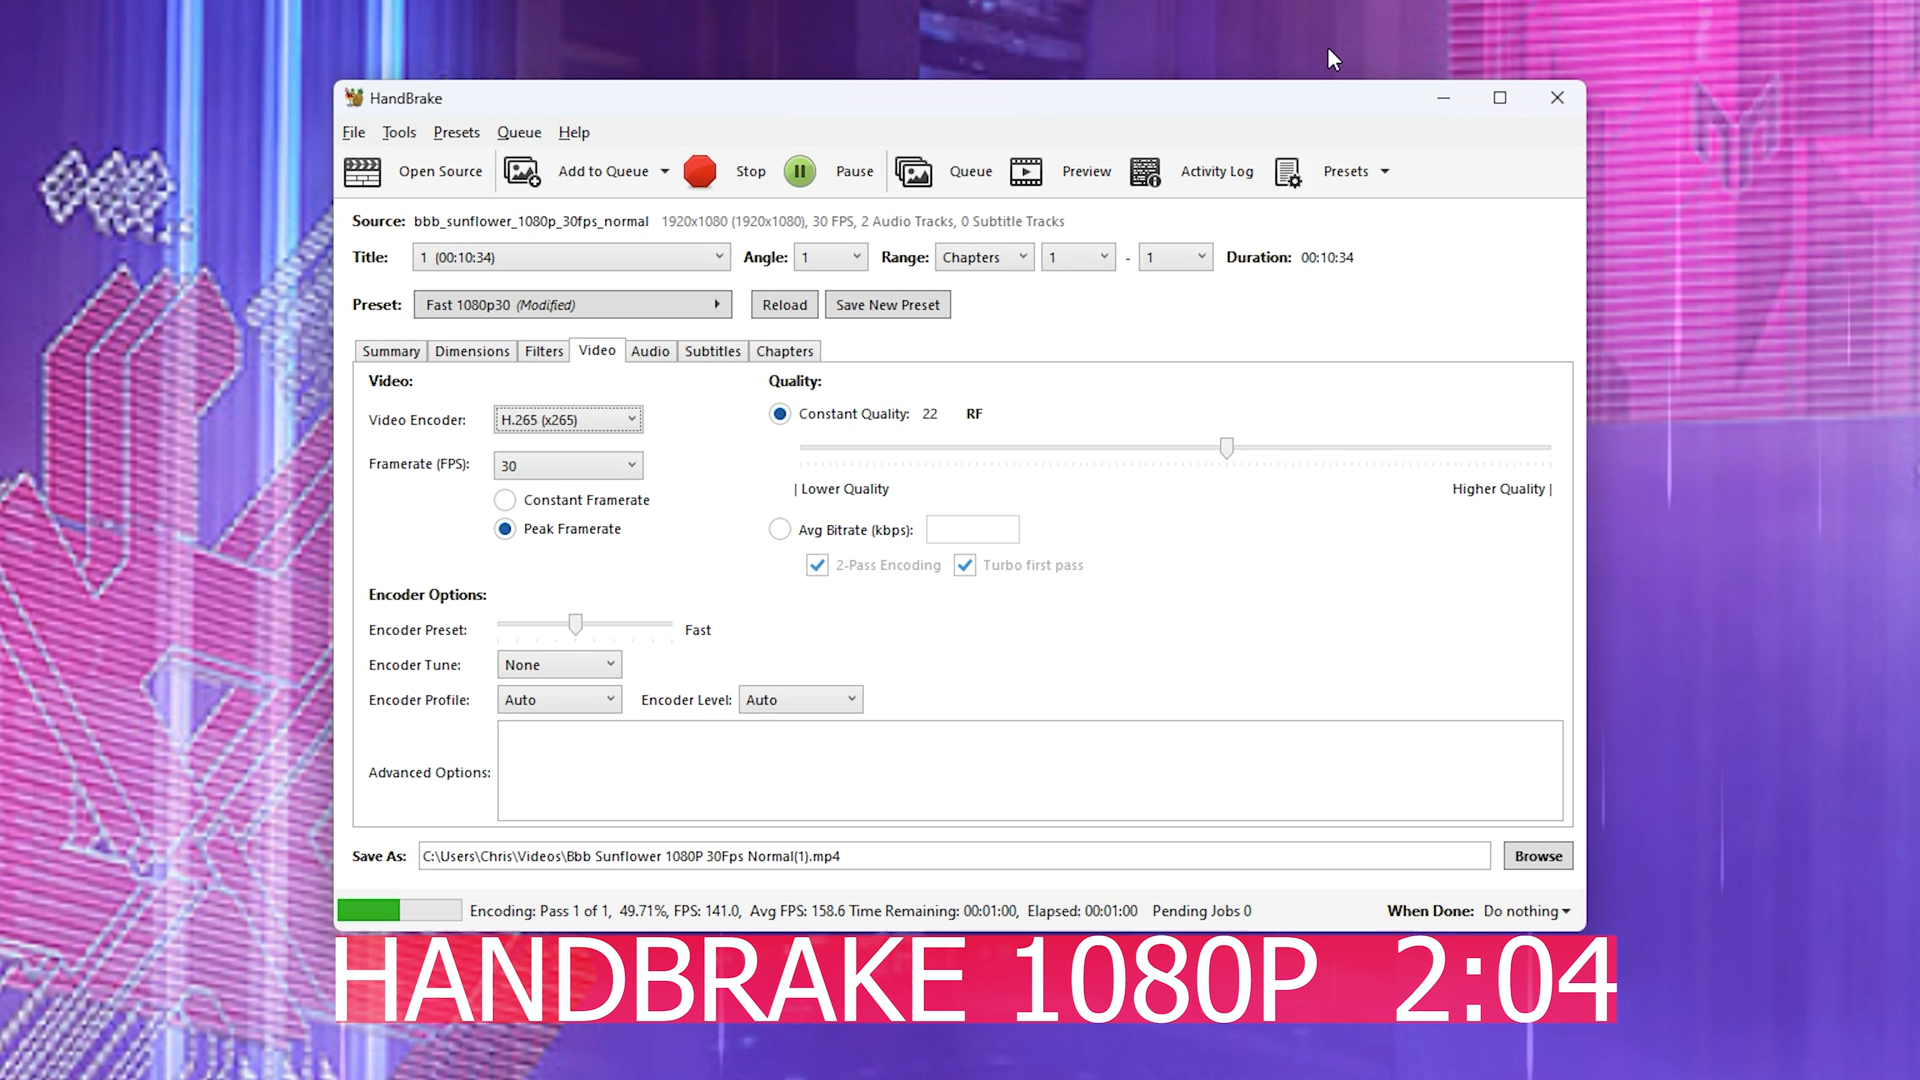 HandBrake
File Tools Presets Queue Help
Open Source Add to Queue Stop Pause Queue Preview Activity Log Presets
Source: bbb_sunflower_1080p_30fps_normal 1920x1080 (1920x1080), 30 FPS, 2 Audio Tracks, 0 Subtitle Tracks
Title: 1 (00:10:34) Angle: 1 Range: Chapters 1 - 1 Duration: 00:10:34
Preset: Fast 1080p30 (Modified) Reload Save New Preset
Summary Dimensions Filters Video Audio Subtitles Chapters
Video: Quality:
Video Encoder: H.265 (x265) Constant Quality: 22 RF
Framerate (FPS): 30
| Lower Quality Higher Quality |
Constant Framerate
Peak Framerate Avg Bitrate (kbps):
2-Pass Encoding Turbo first pass
Encoder Options:
Encoder Preset: Fast
Encoder Tune: None
Encoder Profile: Auto Encoder Level: Auto
Advanced Options:
Save As: C:\Users\Chris\Videos\Bbb Sunflower 1080P 30Fps Normal(1).mp4 Browse
Encoding: Pass 1 of 1, 49.71%, FPS: 141.0, Avg FPS: 158.6 Time Remaining: 00:01:00, Elapsed: 00:01:00 Pending Jobs 0 When Done: Do nothing
HANDBRAKE 1080P 2:04